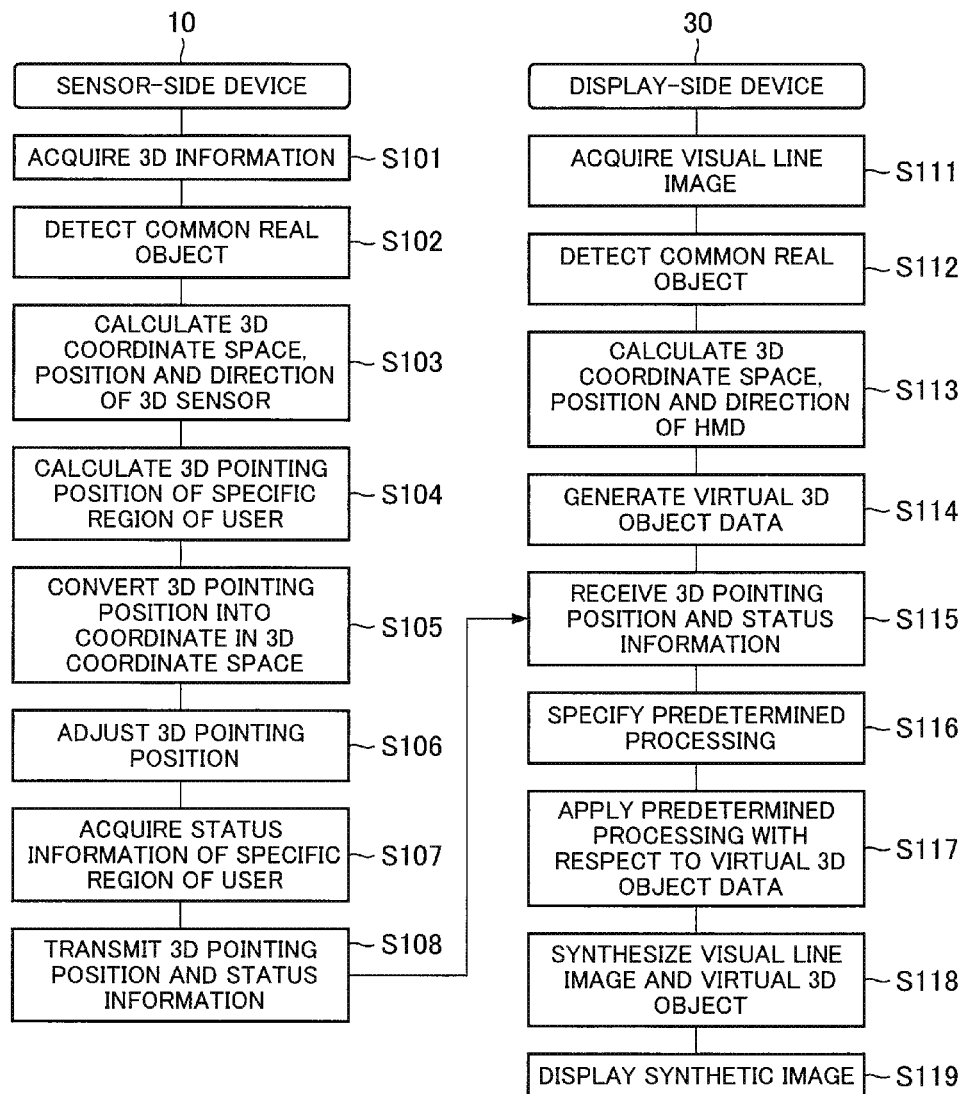 10
SENSOR-SIDE DEVICE
ACQUIRE 3D INFORMATION
S101
DETECT COMMON REAL
OBJECT
S102
CALCULATE 3D
COORDINATE SPACE,
POSITION AND DIRECTION
OF 3D SENSOR
S103
CALCULATE 3D POINTING
POSITION OF SPECIFIC
REGION OF USER
S104
CONVERT 3D POINTING
POSITION INTO
COORDINATE IN 3D
COORDINATE SPACE
S105
ADJUST 3D POINTING
POSITION
S106
ACQUIRE STATUS
INFORMATION OF SPECIFIC
REGION OF USER
S107
TRANSMIT 3D POINTING
POSITION AND STATUS
INFORMATION
S108
30
DISPLAY-SIDE DEVICE
ACQUIRE VISUAL LINE
IMAGE
S111
DETECT COMMON REAL
OBJECT
S112
CALCULATE 3D
COORDINATE SPACE,
POSITION AND DIRECTION
OF HMD
S113
GENERATE VIRTUAL 3D
OBJECT DATA
S114
RECEIVE 3D POINTING
POSITION AND STATUS
INFORMATION
S115
SPECIFY PREDETERMINED
PROCESSING
S116
APPLY PREDETERMINED
PROCESSING WITH
RESPECT TO VIRTUAL 3D
OBJECT DATA
S117
SYNTHESIZE VISUAL LINE
IMAGE AND VIRTUAL 3D
OBJECT
S118
DISPLAY SYNTHETIC IMAGE
S119